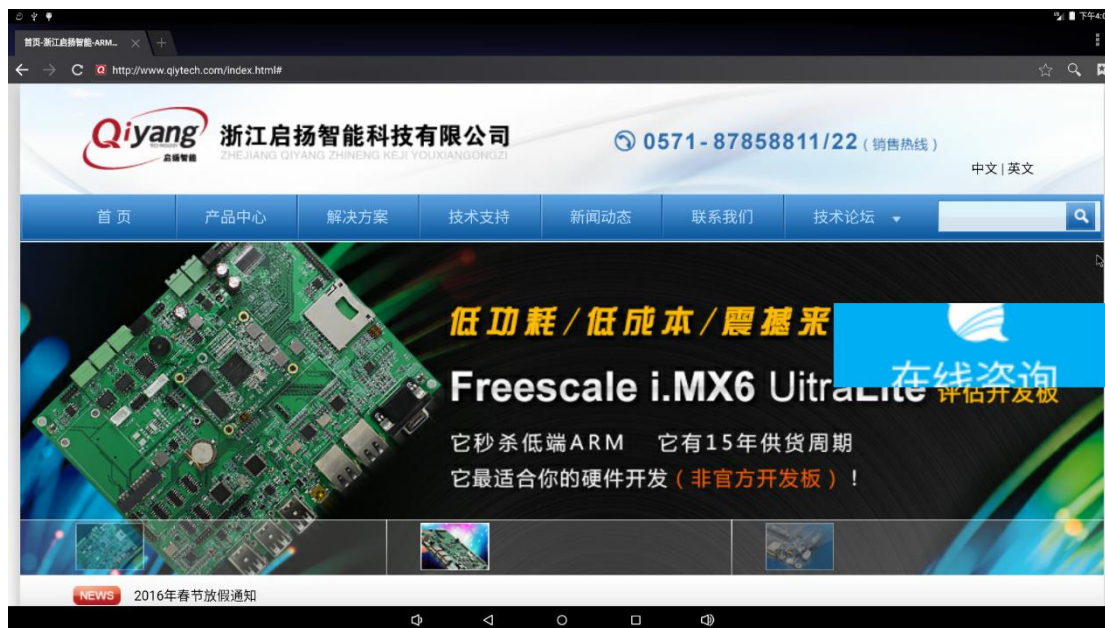 下午4:0
首页-浙江启扬智能-ARM...
http://www.qiytech.com/index.html#
Qiyang
启扬智能
浙江启扬智能科技有限公司
ZHEJIANG QIYANG ZHINENG KEJI YOUXIANGONGZI
0571-87858811/22 (销售热线)
中文 | 英文
首页 产品中心 解决方案 技术支持 新闻动态 联系我们 技术论坛
低功耗/低成本/震撼来
在线咨询
Freescale i.MX6 UitraLite 评估开发板
它秒杀低端ARM 它有15年供货周期
它最适合你的硬件开发(非官方开发板)!
NEWS 2016年春节放假通知